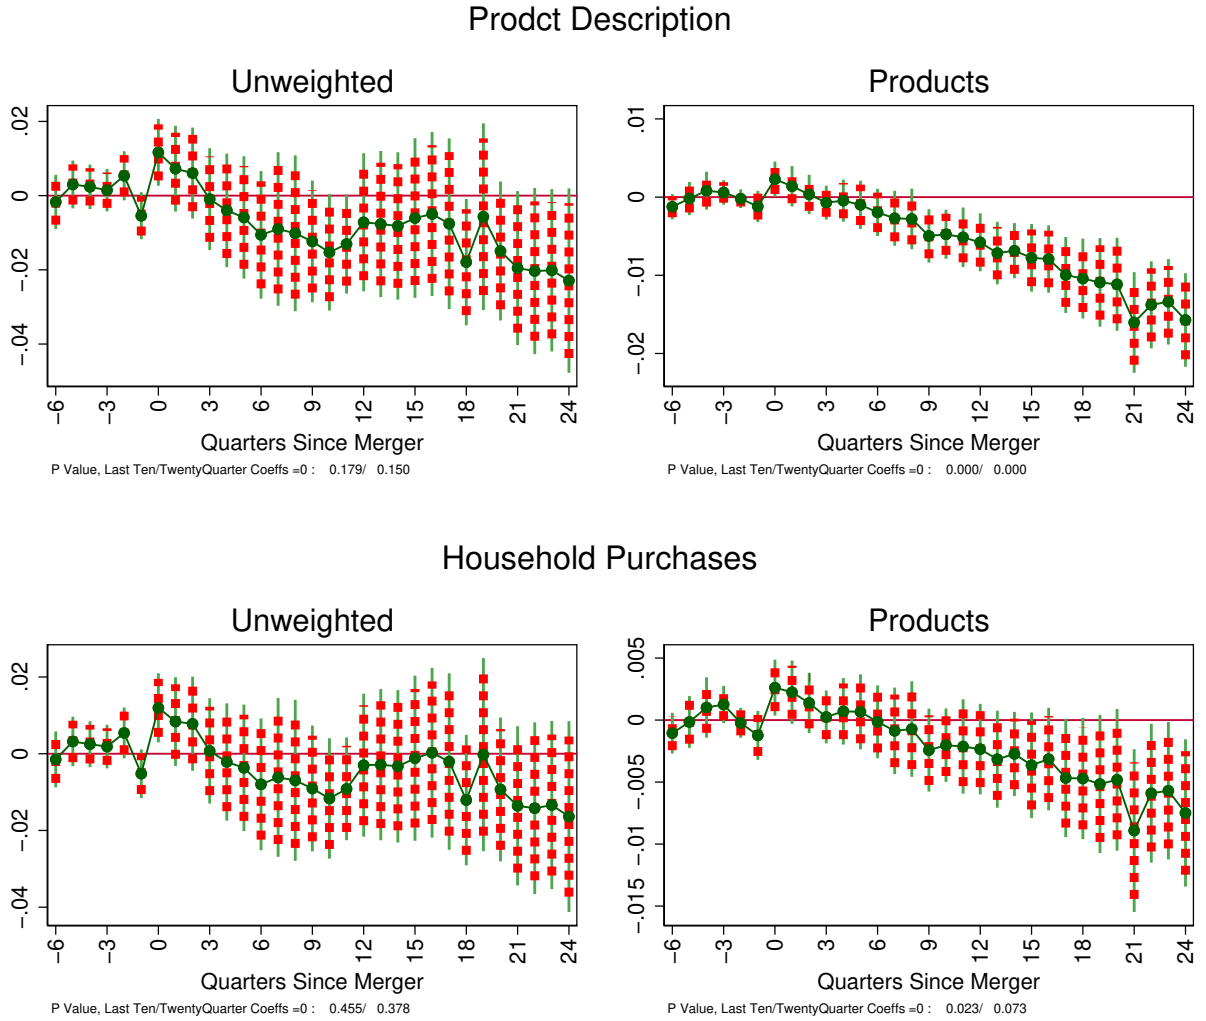 Prodct Description
Unweighted
.02
0
−.02
−.04
−6 −3 0 3 6 9 12 15 18 21 24
Quarters Since Merger
P Value, Last Ten/TwentyQuarter Coeffs =0 : 0.179/ 0.150
Products
.01
0
−.01
−.02
−6 −3 0 3 6 9 12 15 18 21 24
Quarters Since Merger
P Value, Last Ten/TwentyQuarter Coeffs =0 : 0.000/ 0.000
Household Purchases
Unweighted
.02
0
−.02
−.04
−6 −3 0 3 6 9 12 15 18 21 24
Quarters Since Merger
P Value, Last Ten/TwentyQuarter Coeffs =0 : 0.455/ 0.378
Products
.005
0
−.005
−.01
−.015
−6 −3 0 3 6 9 12 15 18 21 24
Quarters Since Merger
P Value, Last Ten/TwentyQuarter Coeffs =0 : 0.023/ 0.073